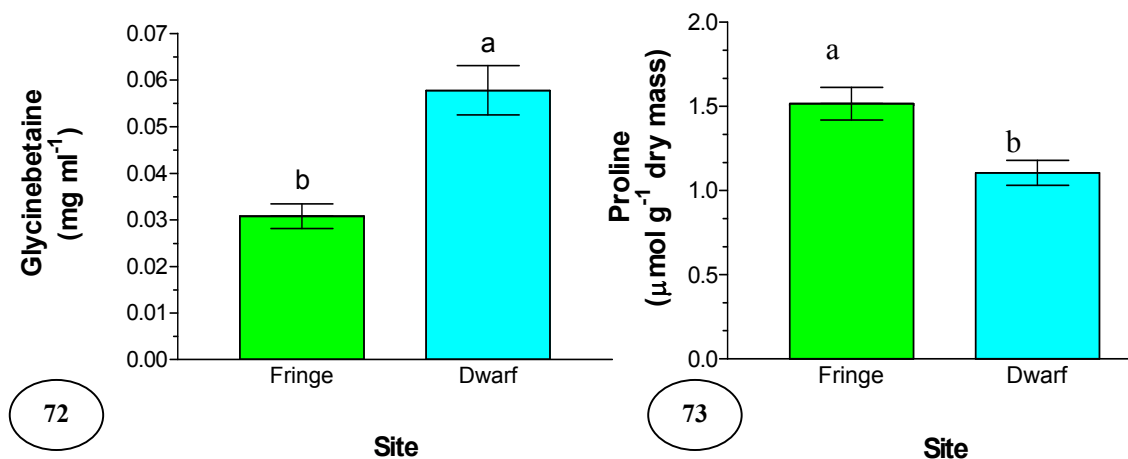 Glycinebetaine
(mg ml⁻¹)
0.07
0.06
0.05
0.04
0.03
0.02
0.01
0.00
b
a
Fringe
Dwarf
Site
72
Proline
(μmol g⁻¹ dry mass)
2.0
1.5
1.0
0.5
0.0
a
b
Fringe
Dwarf
Site
73